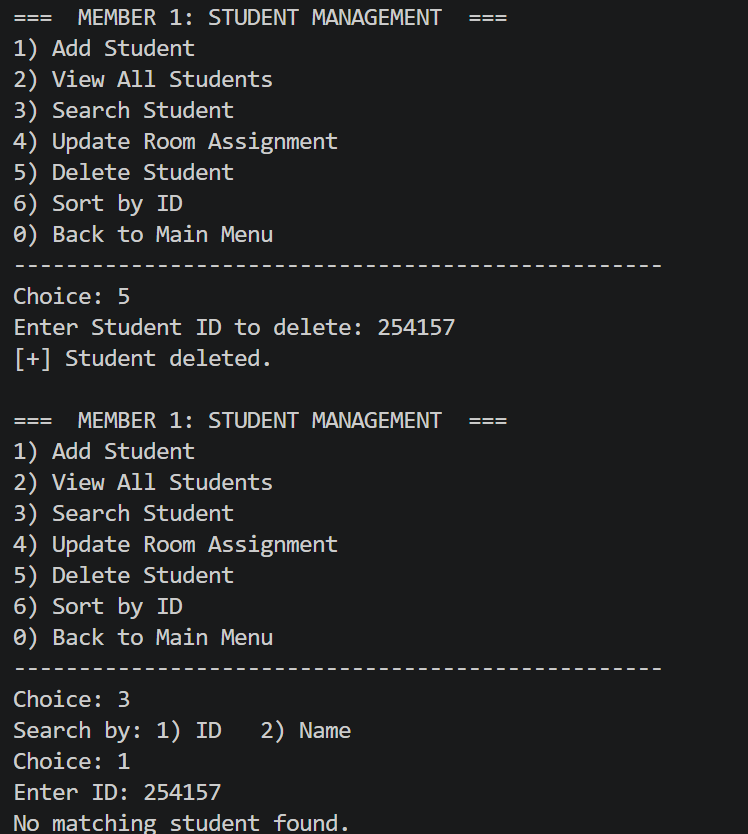 ===  MEMBER 1: STUDENT MANAGEMENT  ===
1) Add Student
2) View All Students
3) Search Student
4) Update Room Assignment
5) Delete Student
6) Sort by ID
0) Back to Main Menu
--------------------------------------------------
Choice: 5
Enter Student ID to delete: 254157
[+] Student deleted.

===  MEMBER 1: STUDENT MANAGEMENT  ===
1) Add Student
2) View All Students
3) Search Student
4) Update Room Assignment
5) Delete Student
6) Sort by ID
0) Back to Main Menu
--------------------------------------------------
Choice: 3
Search by: 1) ID   2) Name
Choice: 1
Enter ID: 254157
No matching student found.